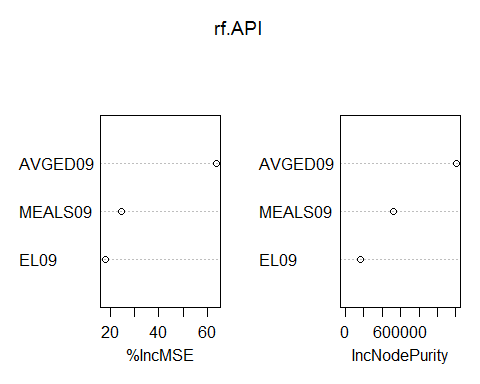 rf.API
AVGED09
MEALS09
EL09
20 40 60
%IncMSE
AVGED09
MEALS09
EL09
0 600000
IncNodePurity